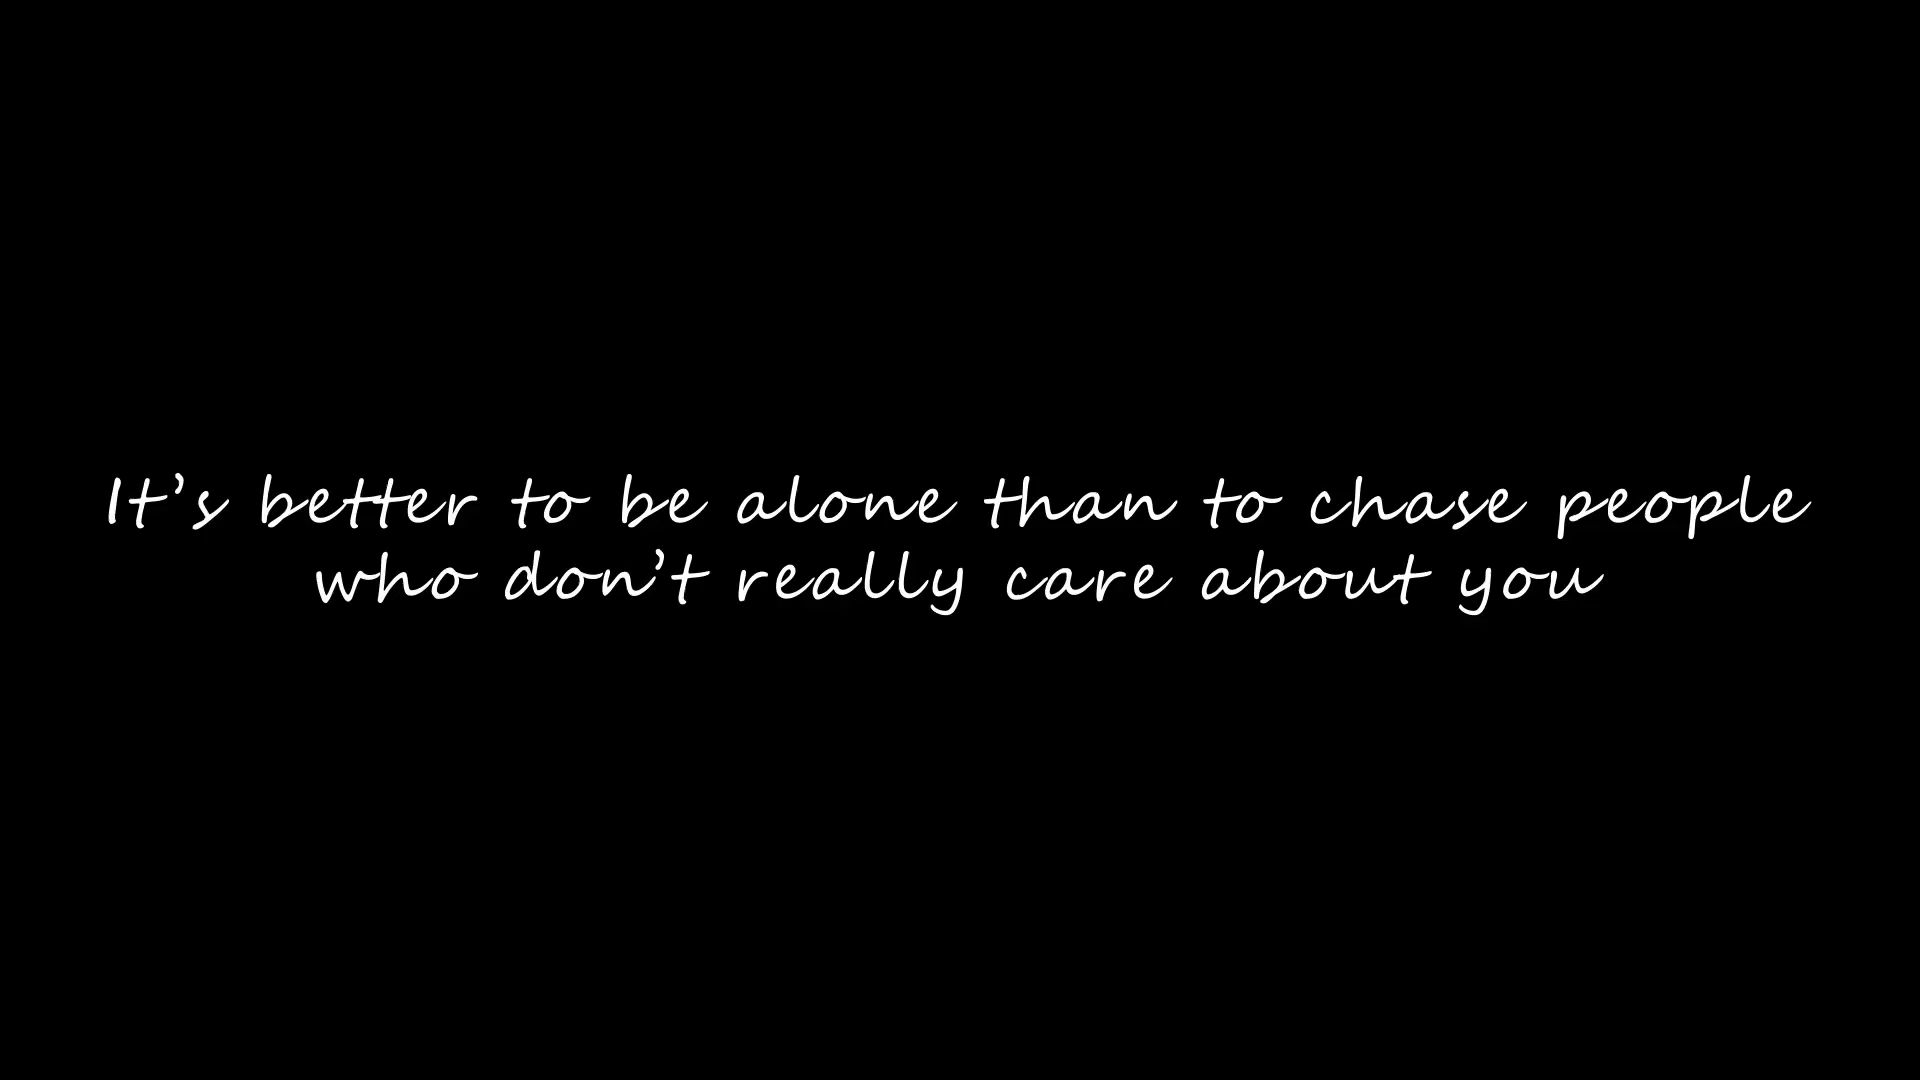 It’s better to be alone than to chase people
who don’t really care about you